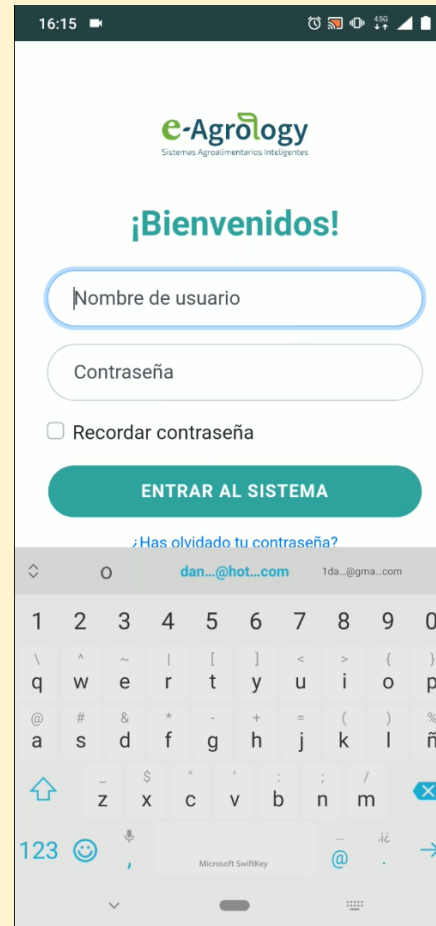 16:15
4.5G
e-Agrology
Sistemas Agroalimentarios Inteligentes
¡Bienvenidos!
Nombre de usuario
Contraseña
Recordar contraseña
ENTRAR AL SISTEMA
¿Has olvidado tu contraseña?
O dan...@hot...com 1da...@gma...com
1 2 3 4 5 6 7 8 9 0
\ ^ ~ | [ ] < > { }
q w e r t y u i o p
@ # & * - + = ( ) %
a s d f g h j k l ñ
_ $ " ' : ; /
z x c v b n m
123 , Microsoft SwiftKey @ .